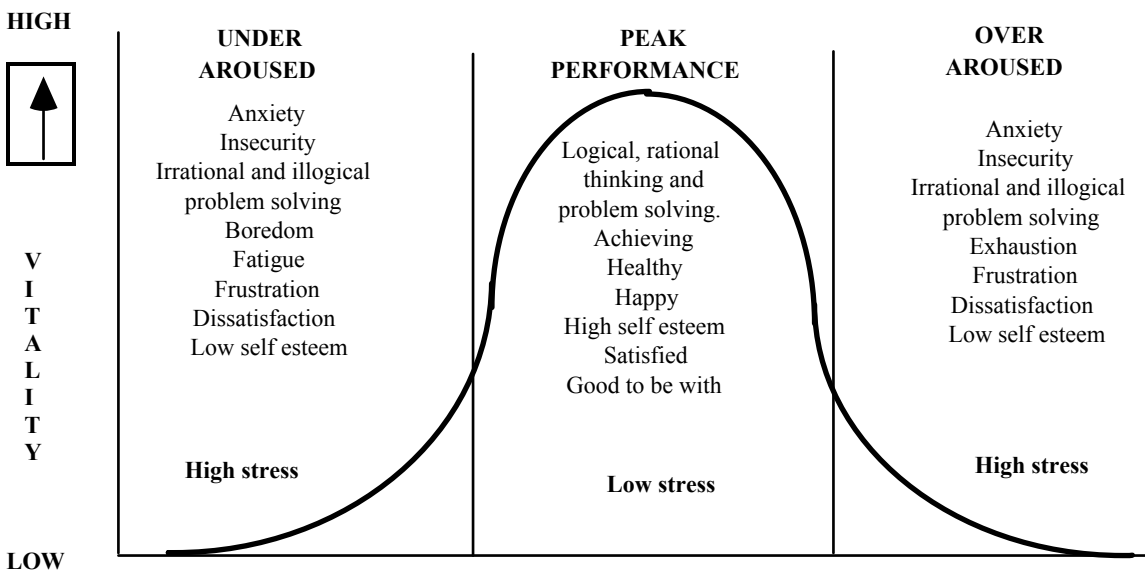 HIGH
UNDER
AROUSED
Anxiety
Insecurity
Irrational and illogical
problem solving
Boredom
Fatigue
Frustration
Dissatisfaction
Low self esteem
High stress
PEAK
PERFORMANCE
Logical, rational
thinking and
problem solving.
Achieving
Healthy
Happy
High self esteem
Satisfied
Good to be with
Low stress
OVER
AROUSED
Anxiety
Insecurity
Irrational and illogical
problem solving
Exhaustion
Frustration
Dissatisfaction
Low self esteem
High stress
VITALITY
LOW